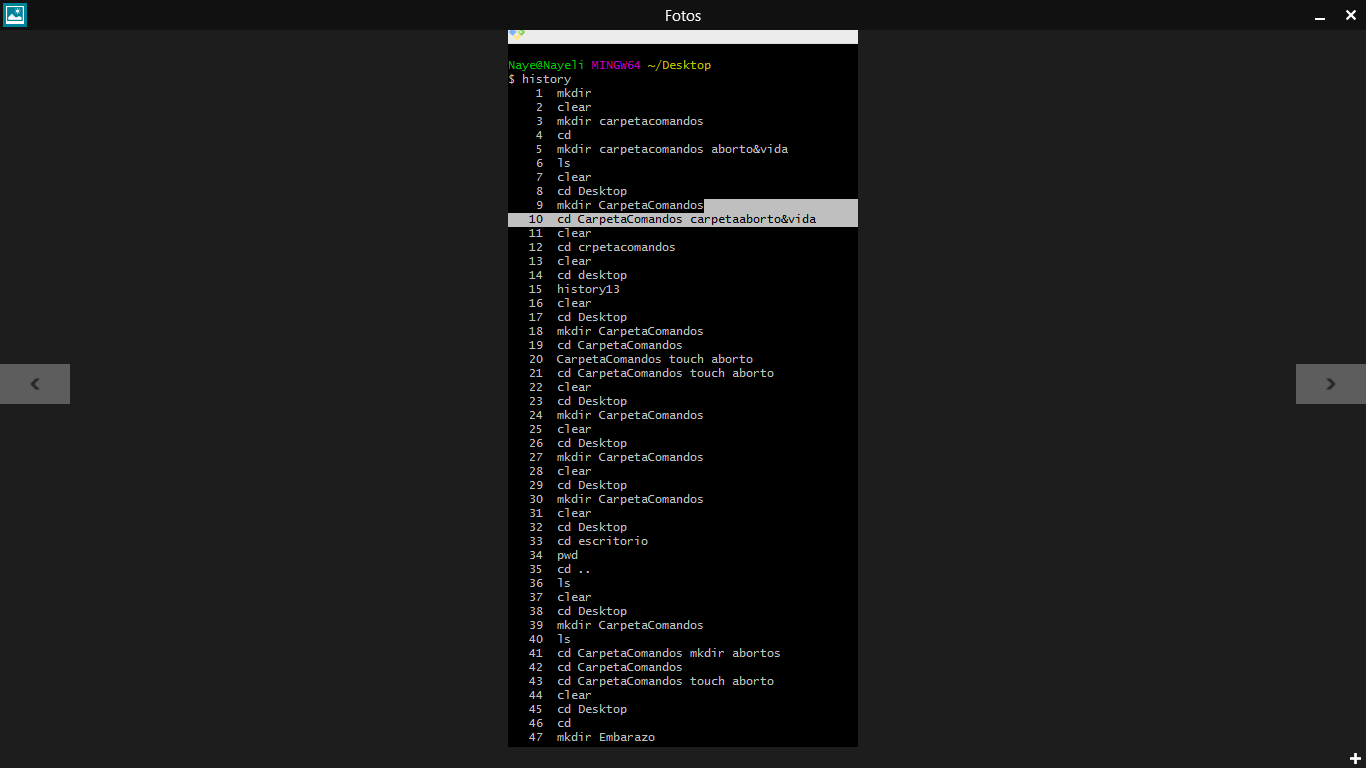 Fotos
Naye@Nayeli MINGW64 ~/Desktop
$ history
1 mkdir
2 clear
3 mkdir carpetacomandos
4 cd
5 mkdir carpetacomandos aborto&vida
6 ls
7 clear
8 cd Desktop
9 mkdir CarpetaComandos
10 cd CarpetaComandos carpetaaborto&vida
11 clear
12 cd crpetacomandos
13 clear
14 cd desktop
15 history13
16 clear
17 cd Desktop
18 mkdir CarpetaComandos
19 cd CarpetaComandos
20 CarpetaComandos touch aborto
21 cd CarpetaComandos touch aborto
22 clear
23 cd Desktop
24 mkdir CarpetaComandos
25 clear
26 cd Desktop
27 mkdir CarpetaComandos
28 clear
29 cd Desktop
30 mkdir CarpetaComandos
31 clear
32 cd Desktop
33 cd escritorio
34 pwd
35 cd ..
36 ls
37 clear
38 cd Desktop
39 mkdir CarpetaComandos
40 ls
41 cd CarpetaComandos mkdir abortos
42 cd CarpetaComandos
43 cd CarpetaComandos touch aborto
44 clear
45 cd Desktop
46 cd
47 mkdir Embarazo